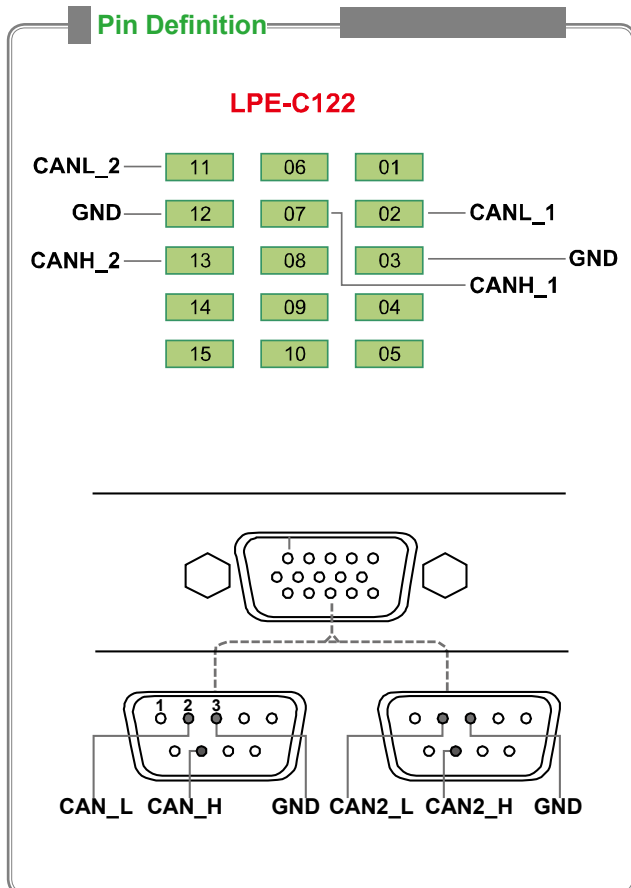 Pin Definition
LPE-C122
CANL_2 11 06 01
GND 12 07 02 CANL_1
CANH_2 13 08 03 GND
CANH_1
14 09 04
15 10 05
1 2 3
CAN_L CAN_H GND CAN2_L CAN2_H GND